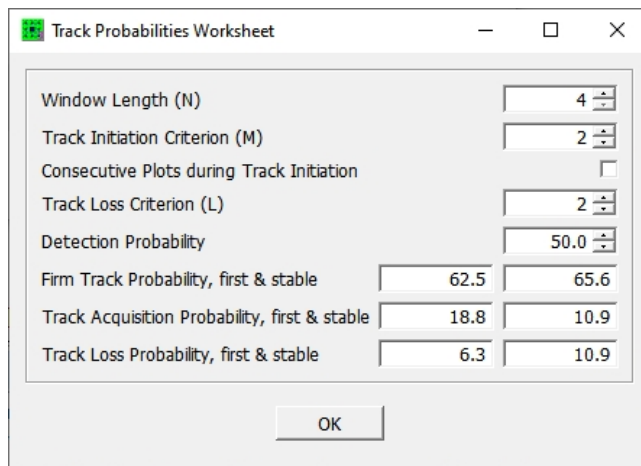 Track Probabilities Worksheet
Window Length (N) 4
Track Initiation Criterion (M) 2
Consecutive Plots during Track Initiation
Track Loss Criterion (L) 2
Detection Probability 50.0
Firm Track Probability, first & stable 62.5 65.6
Track Acquisition Probability, first & stable 18.8 10.9
Track Loss Probability, first & stable 6.3 10.9
OK